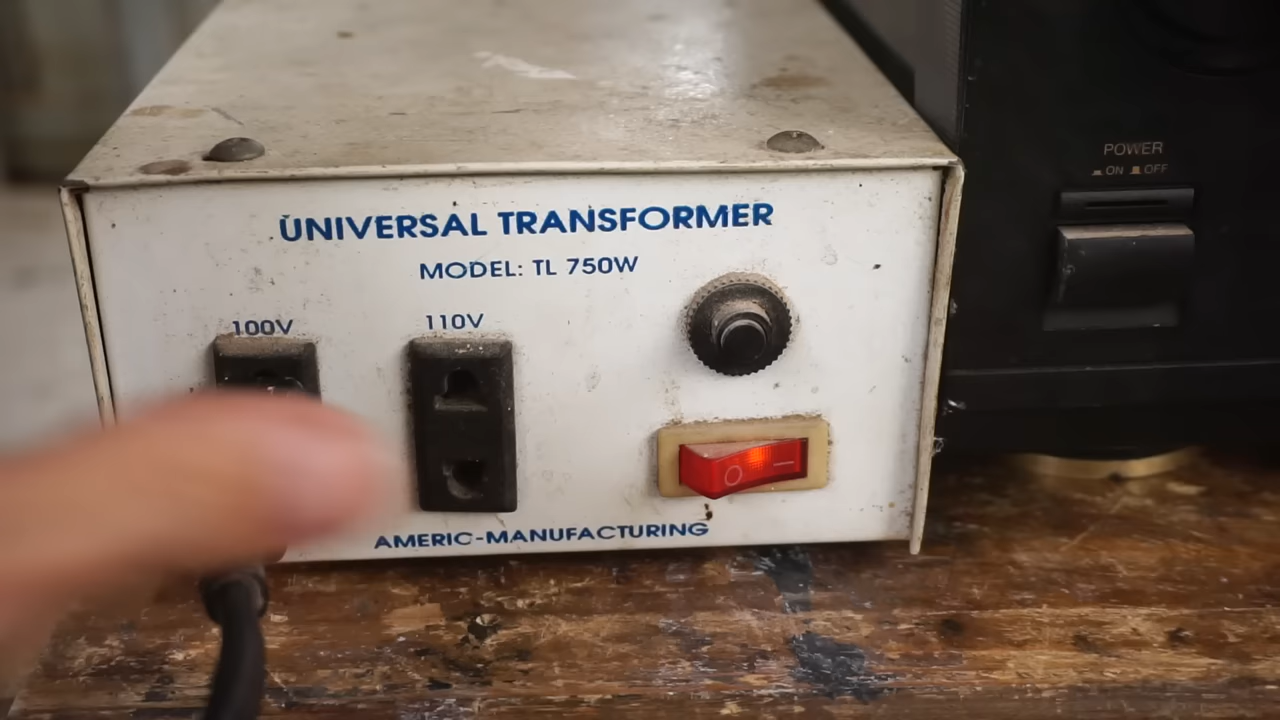 UNIVERSAL TRANSFORMER
MODEL: TL 750W
100V
110V
O
—
AMERIC-MANUFACTURING
POWER
ON OFF